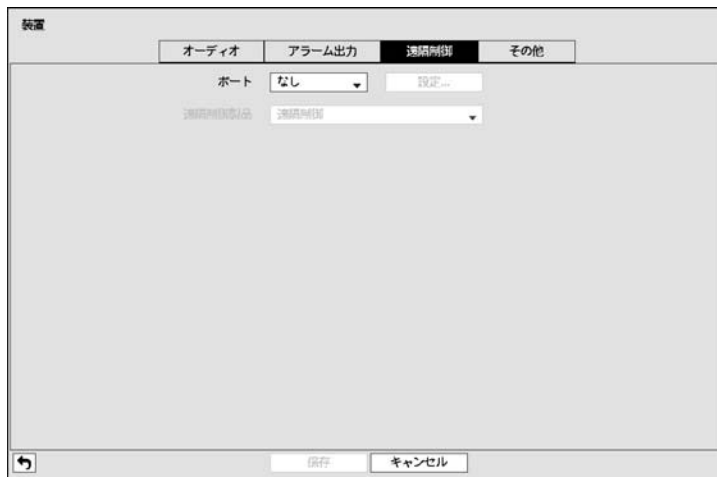 装置
オーディオ アラーム出力 遠隔制御 その他
ポート なし 設定...
遠隔制御製品 遠隔制御
保存 キャンセル